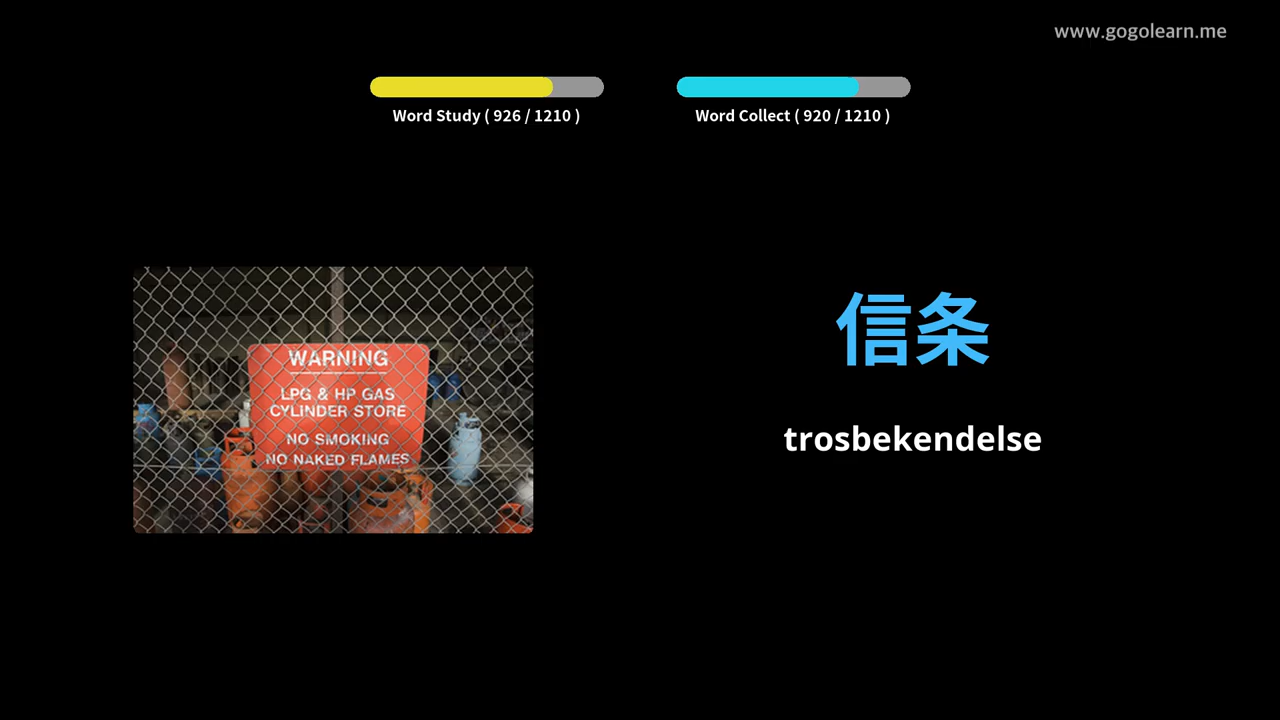 www.gogolearn.me
Word Study ( 926 / 1210 )
Word Collect ( 920 / 1210 )
WARNING
LPG & HP GAS
CYLINDER STORE
NO SMOKING
NO NAKED FLAMES
信条
trosbekendelse